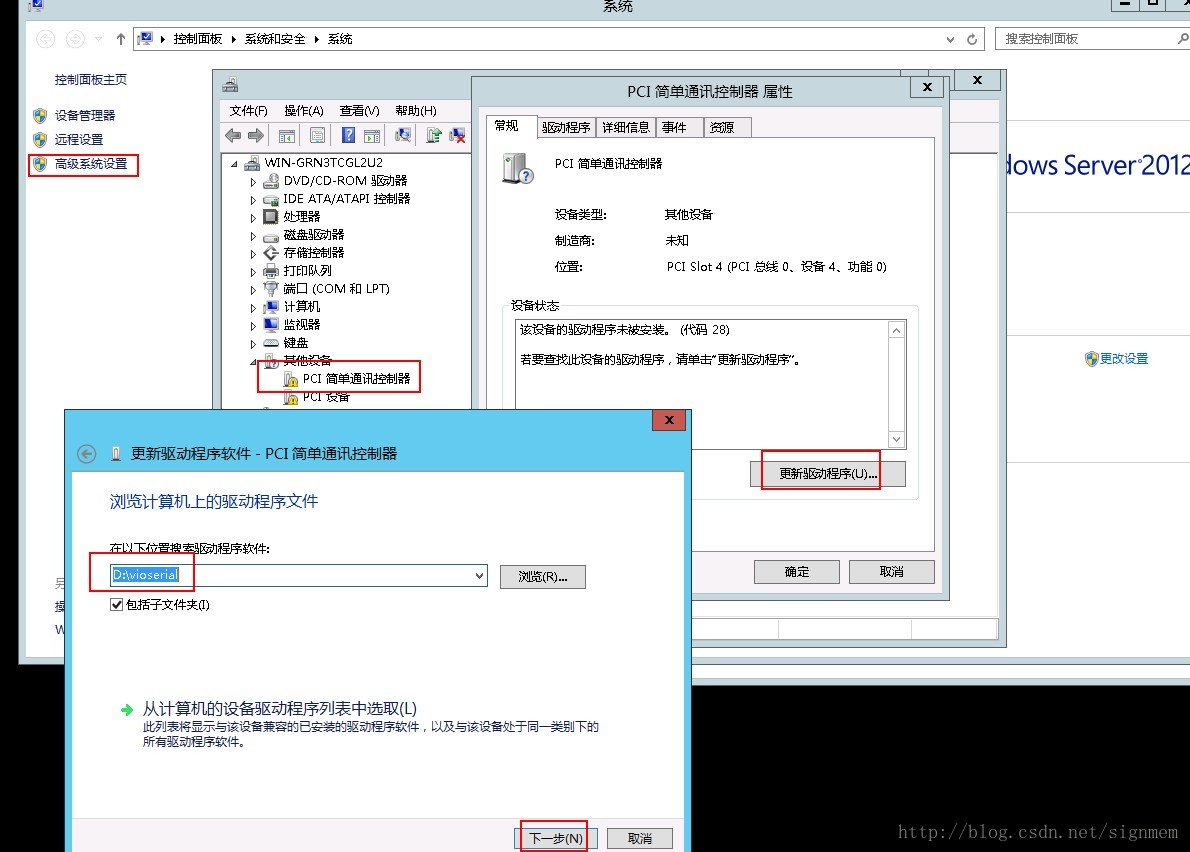 系统
控制面板 系统和安全 系统
搜索控制面板
控制面板主页
设备管理器
远程设置
高级系统设置
dows Server 2012
更改设置
文件(F) 操作(A) 查看(V) 帮助(H)
WIN-GRN3TCGL2U2
DVD/CD-ROM 驱动器
IDE ATA/ATAPI 控制器
处理器
磁盘驱动器
存储控制器
打印队列
端口 (COM 和 LPT)
计算机
监视器
键盘
其他设备
PCI 简单通讯控制器
PCI 设备
PCI 简单通讯控制器 属性
常规 驱动程序 详细信息 事件 资源
PCI 简单通讯控制器
设备类型: 其他设备
制造商: 未知
位置: PCI Slot 4 (PCI 总线 0、设备 4、功能 0)
设备状态
该设备的驱动程序未被安装。 (代码 28)
若要查找此设备的驱动程序，请单击“更新驱动程序”。
更新驱动程序(U)...
确定 取消
更新驱动程序软件 - PCI 简单通讯控制器
浏览计算机上的驱动程序文件
在以下位置搜索驱动程序软件:
D:\vioserial
浏览(R)...
包括子文件夹(I)
从计算机的设备驱动程序列表中选取(L)
此列表将显示与该设备兼容的已安装的驱动程序软件，以及与该设备处于同一类别下的
所有驱动程序软件。
下一步(N) 取消
http://blog.csdn.net/signmem